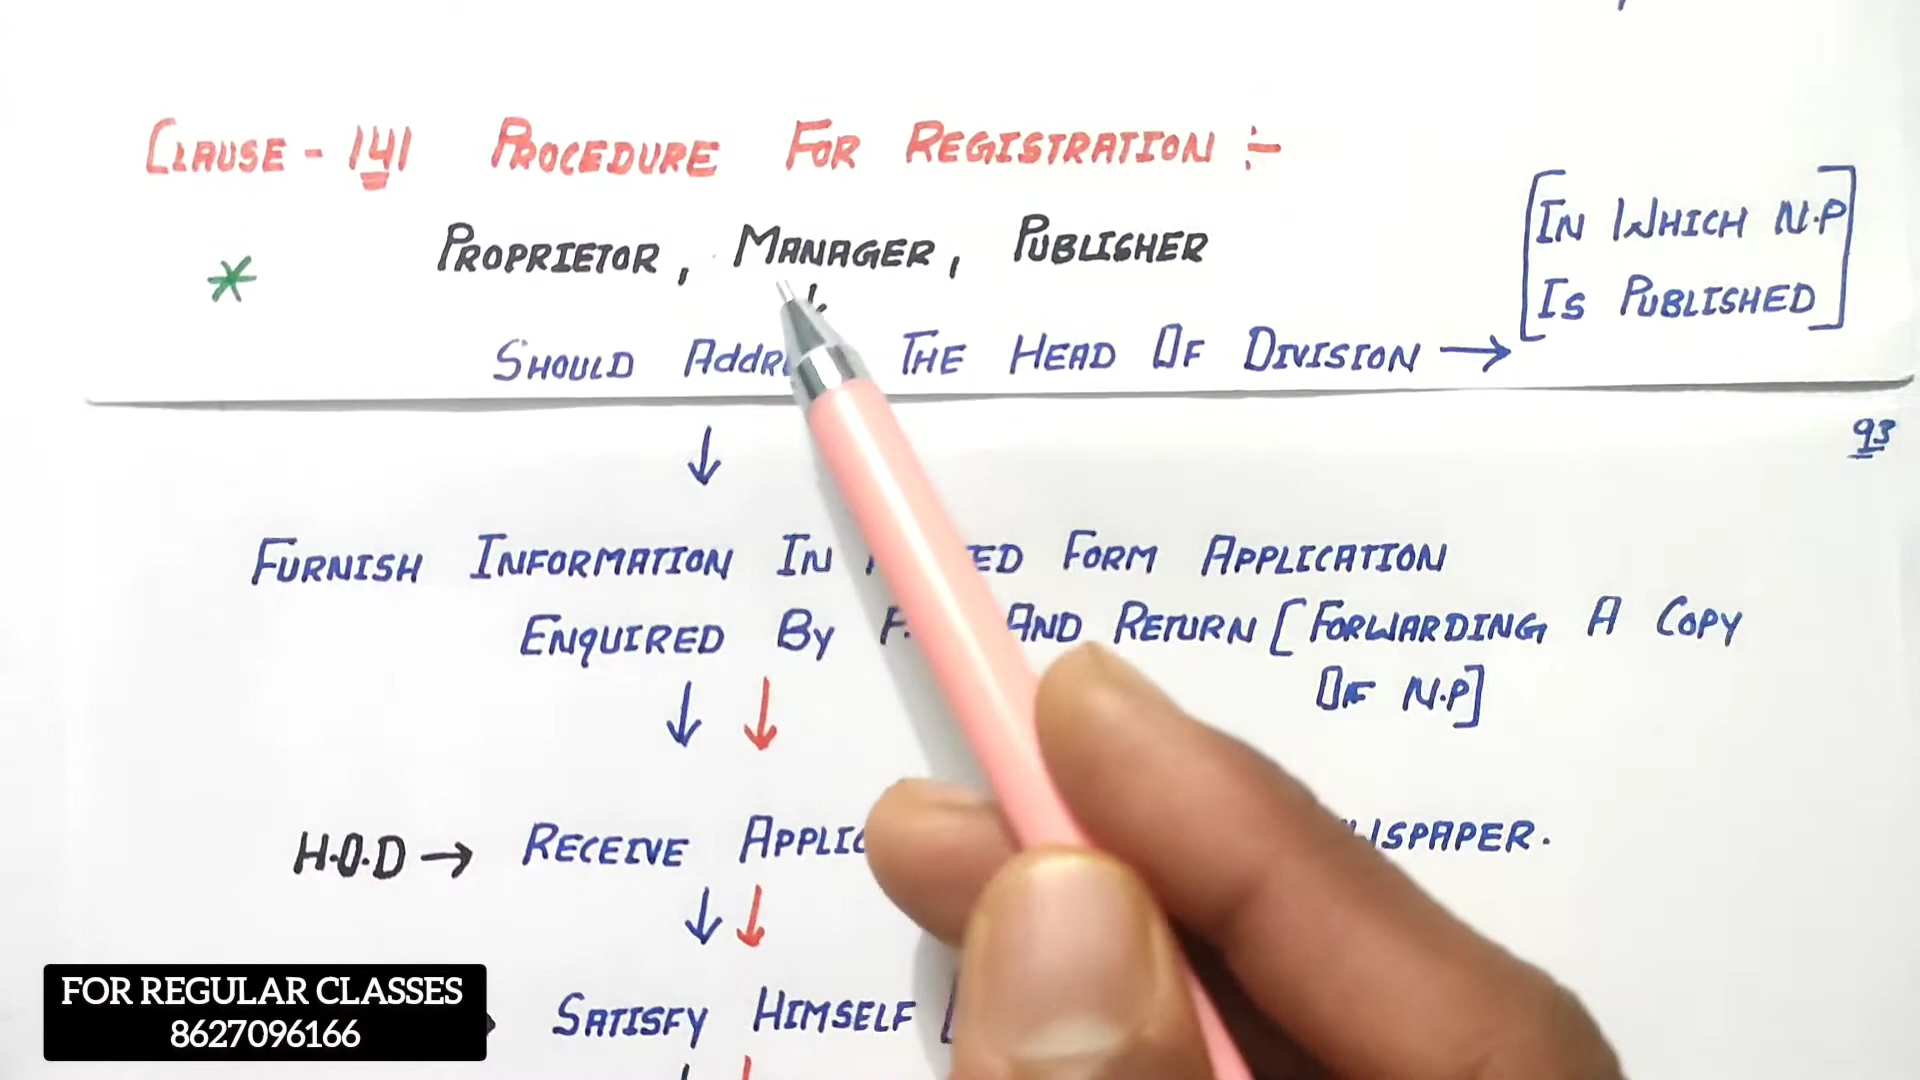 CLAUSE - 141 PROCEDURE FOR REGISTRATION :-
PROPRIETOR, MANAGER, PUBLISHER
SHOULD THE HEAD OF DIVISION →
[IN WHICH N.P
IS PUBLISHED]
93
FURNISH INFORMATION IN FORM APPLICATION
ENQUIRED BY AND RETURN [FORWARDING A COPY
OF N.P]
H.O.D → RECEIVE
SATISFY HIMSELF
FOR REGULAR CLASSES
8627096166